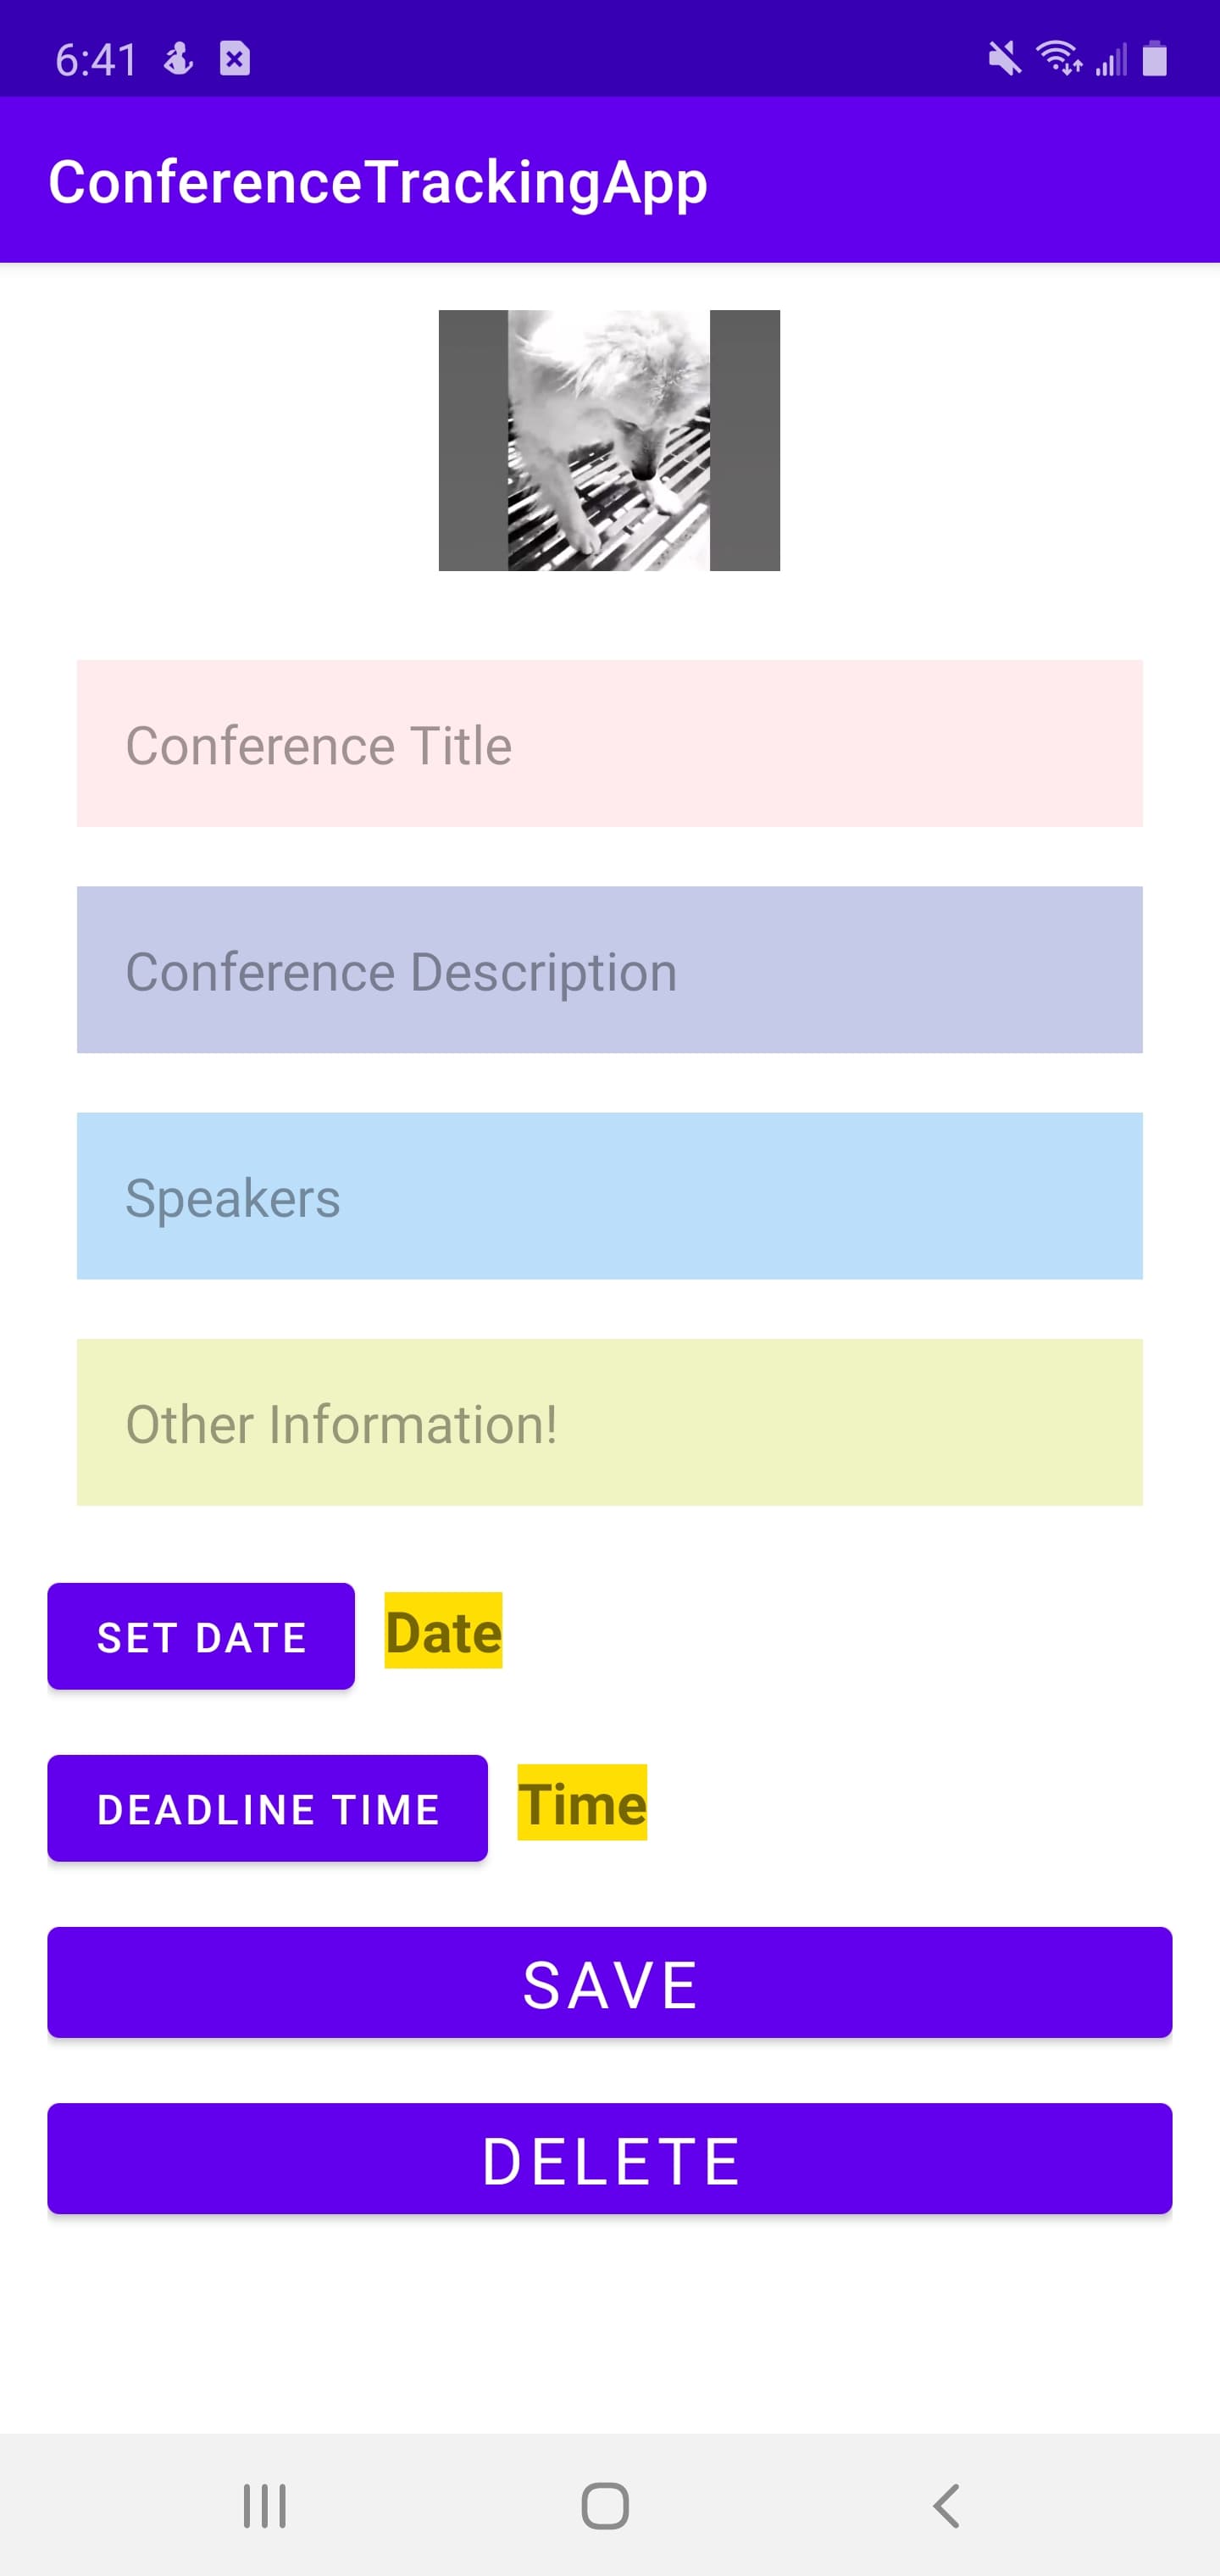 6:41
ConferenceTrackingApp
Conference Title
Conference Description
Speakers
Other Information!
SET DATE Date
DEADLINE TIME Time
SAVE
DELETE